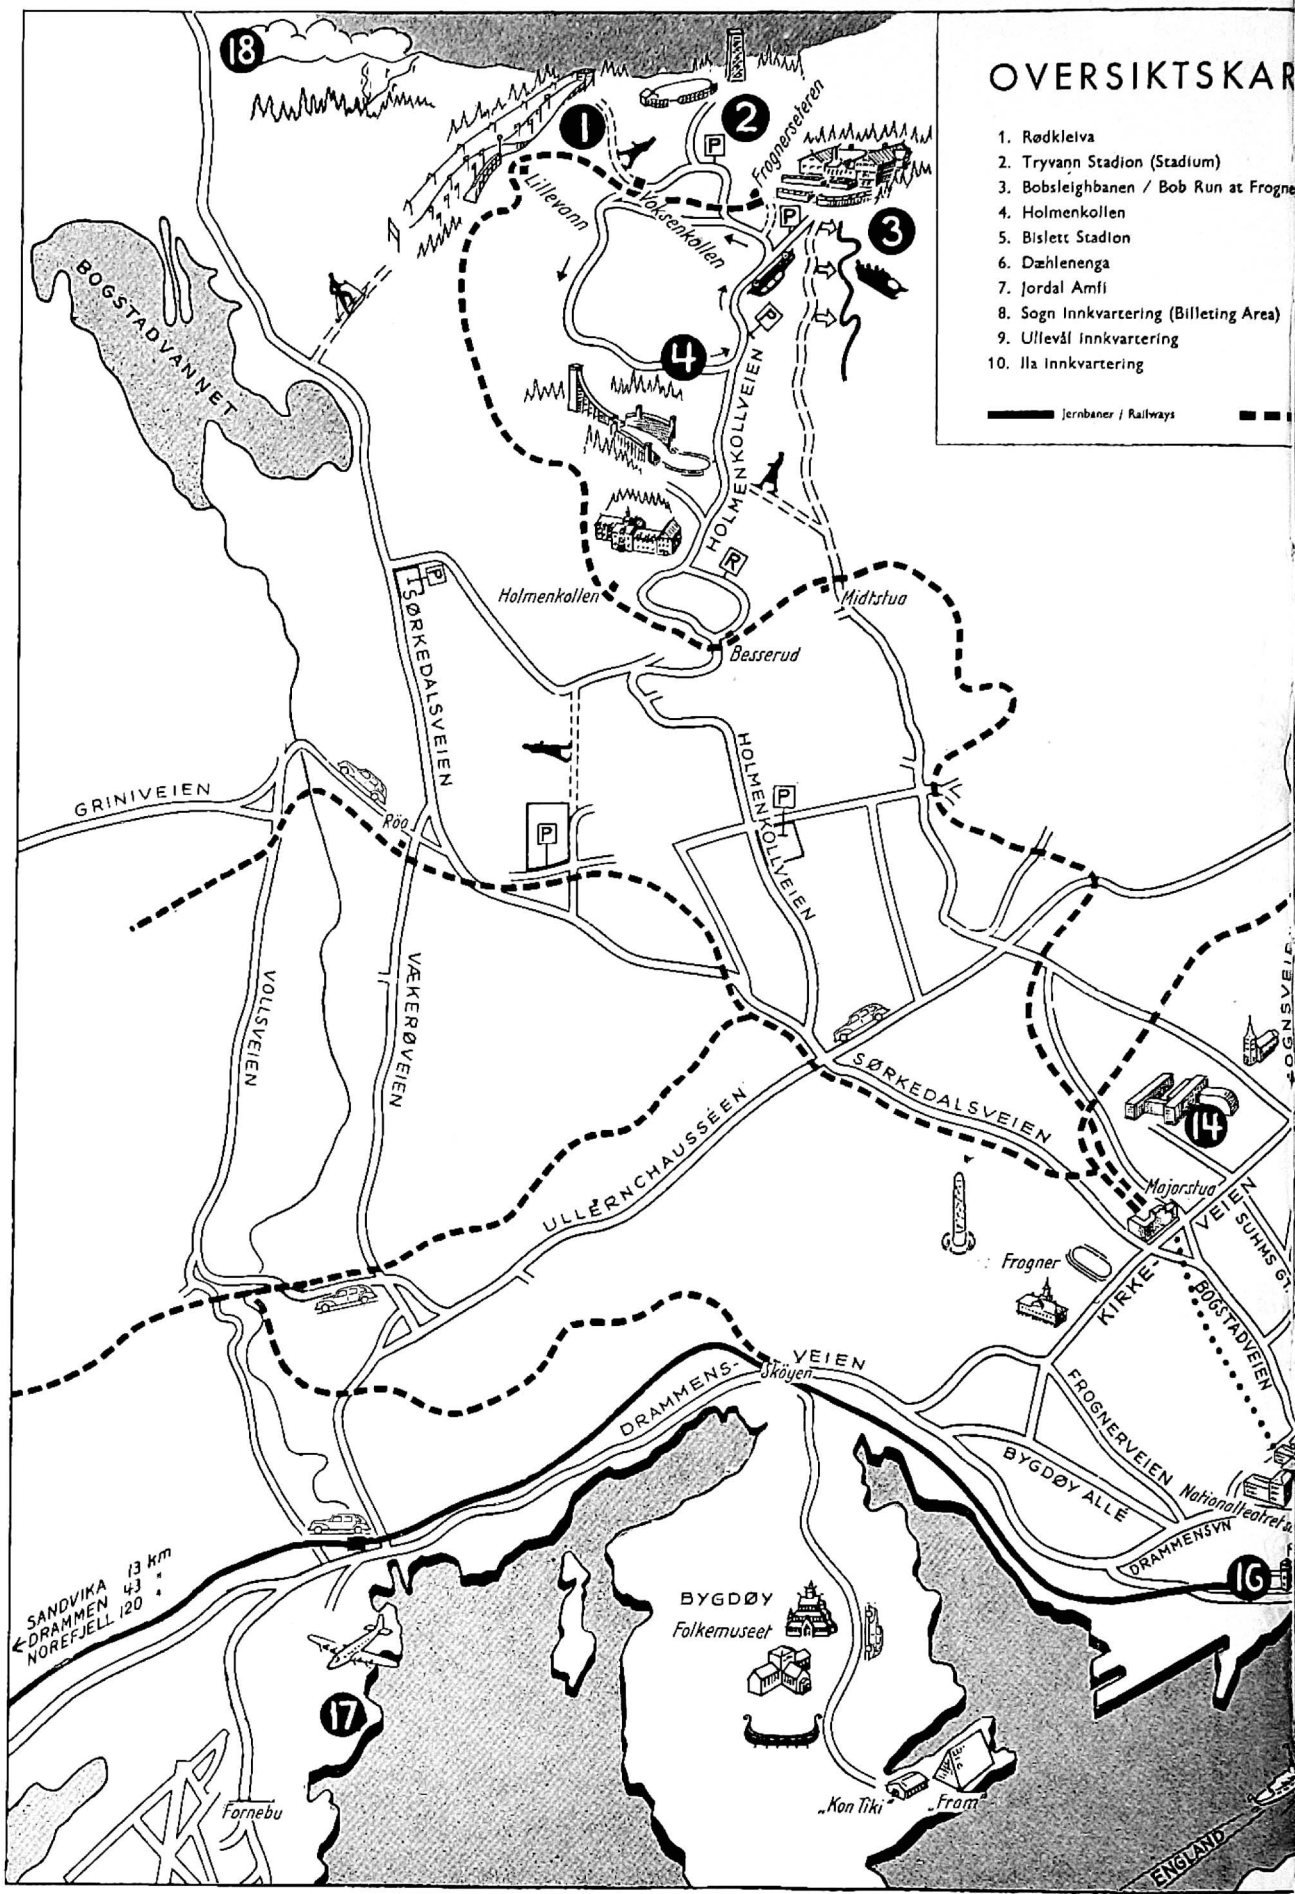 18
OVERSIKTSKAR
1. Rødkleiva
2. Tryvann Stadion (Stadium)
3. Bobsleighbanen / Bob Run at Frogne
4. Holmenkollen
5. Bislett Stadion
6. Dæhlenenga
7. Jordal Amfi
8. Sogn Innkvartering (Billeting Area)
9. Ullevål Innkvartering
10. Ila Innkvartering
Jernbaner / Railways
1
2
P
Frognerseteren
Lillevann
Voksenkollen
P
3
BOGSTADVANNET
P
4
HOLMENKOLLVEIEN
R
P
Holmenkollen
Midtstua
SØRKEDALSVEIEN
Besserud
HOLMENKOLLVEIEN
GRINIVEIEN
Röa
P
P
VOLLSVEIEN
VÆKERØVEIEN
SØRKEDALSVEIEN
ULLERNCHAUSSÉEN
14
Majorstua
KIRKE-
VEIEN
SUHMS GT.
Frogner
BOGSTADVEIEN
DRAMMENS-
VEIEN
Sköyen
FROGNERVEIEN
BYGDØY ALLÉ
Nationalteatret
DRAMMENSVN
16
SANDVIKA 13 km
DRAMMEN 43 "
NOREFJELL 120 "
BYGDØY
Folkemuseet
17
Fornebu
„Kon Tiki"
„Fram"
ENGLAND